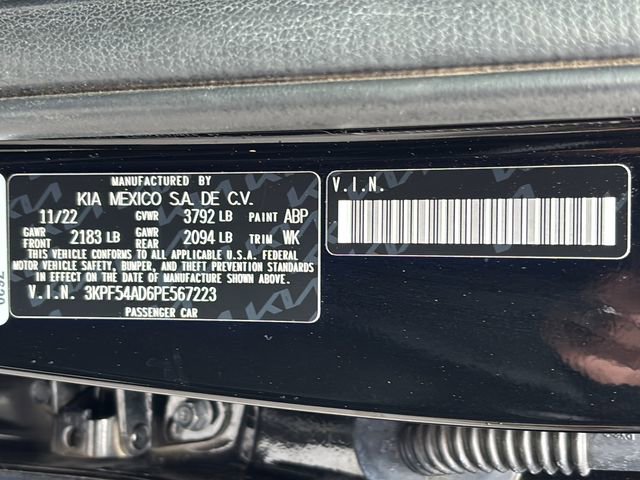 MANUFACTURED BY
KIA MEXICO S.A. DE C.V.
11/22 GVWR 3792 LB PAINT ABP
GAWR FRONT 2183 LB GAWR REAR 2094 LB TRIM WK
THIS VEHICLE CONFORMS TO ALL APPLICABLE U.S.A. FEDERAL
MOTOR VEHICLE SAFETY, BUMPER, AND THEFT PREVENTION STANDARDS
IN EFFECT ON THE DATE OF MANUFACTURE SHOWN ABOVE.
V.I.N. 3KPF54AD6PE567223
PASSENGER CAR
V.I.N.